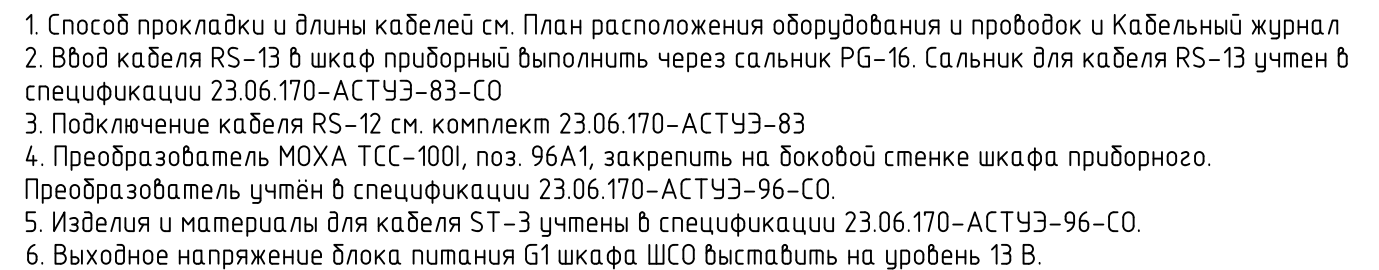 1. Способ прокладки и длины кабелей см. План расположения оборудования и проводок и Кабельный журнал
2. Ввод кабеля RS-13 в шкаф приборный выполнить через сальник PG-16. Сальник для кабеля RS-13 учтен в
спецификации 23.06.170-АСТУЭ-83-СО
3. Подключение кабеля RS-12 см. комплект 23.06.170-АСТУЭ-83
4. Преобразователь MOXA TCC-100I, поз. 96А1, закрепить на боковой стенке шкафа приборного.
Преобразователь учтён в спецификации 23.06.170-АСТУЭ-96-СО.
5. Изделия и материалы для кабеля ST-3 учтены в спецификации 23.06.170-АСТУЭ-96-СО.
6. Выходное напряжение блока питания G1 шкафа ШСО выставить на уровень 13 В.